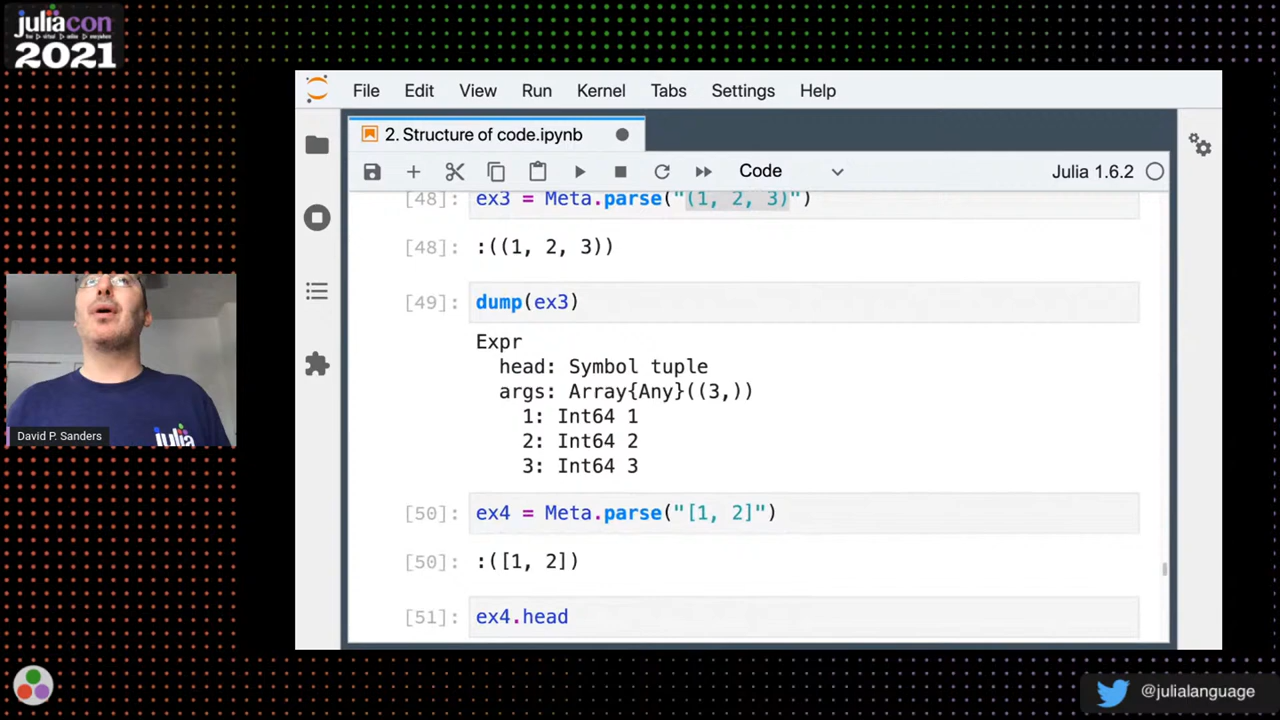 juliacon
2021
File Edit View Run Kernel Tabs Settings Help
2. Structure of code.ipynb
Code
Julia 1.6.2
[48]: ex3 = Meta.parse("(1, 2, 3)")
[48]: :((1, 2, 3))
[49]: dump(ex3)
Expr
head: Symbol tuple
args: Array{Any}((3,))
1: Int64 1
2: Int64 2
3: Int64 3
[50]: ex4 = Meta.parse("[1, 2]")
[50]: :([1, 2])
[51]: ex4.head
julia
David P. Sanders
@julialanguage